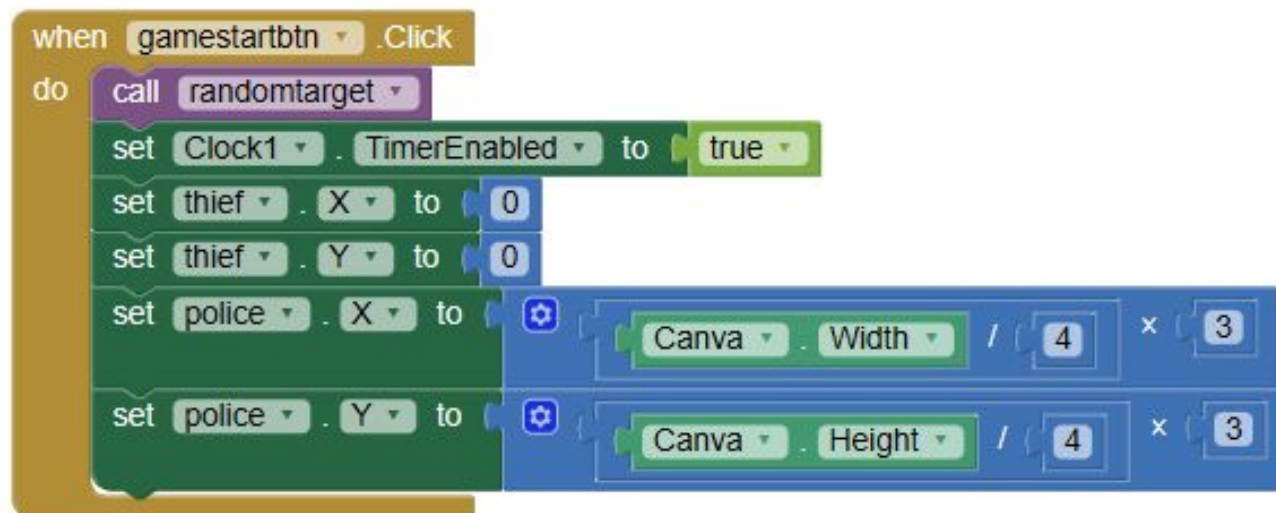 when gamestartbtn .Click
do call randomtarget
set Clock1 . TimerEnabled to true
set thief . X to 0
set thief . Y to 0
set police . X to Canva . Width / 4 × 3
set police . Y to Canva . Height / 4 × 3